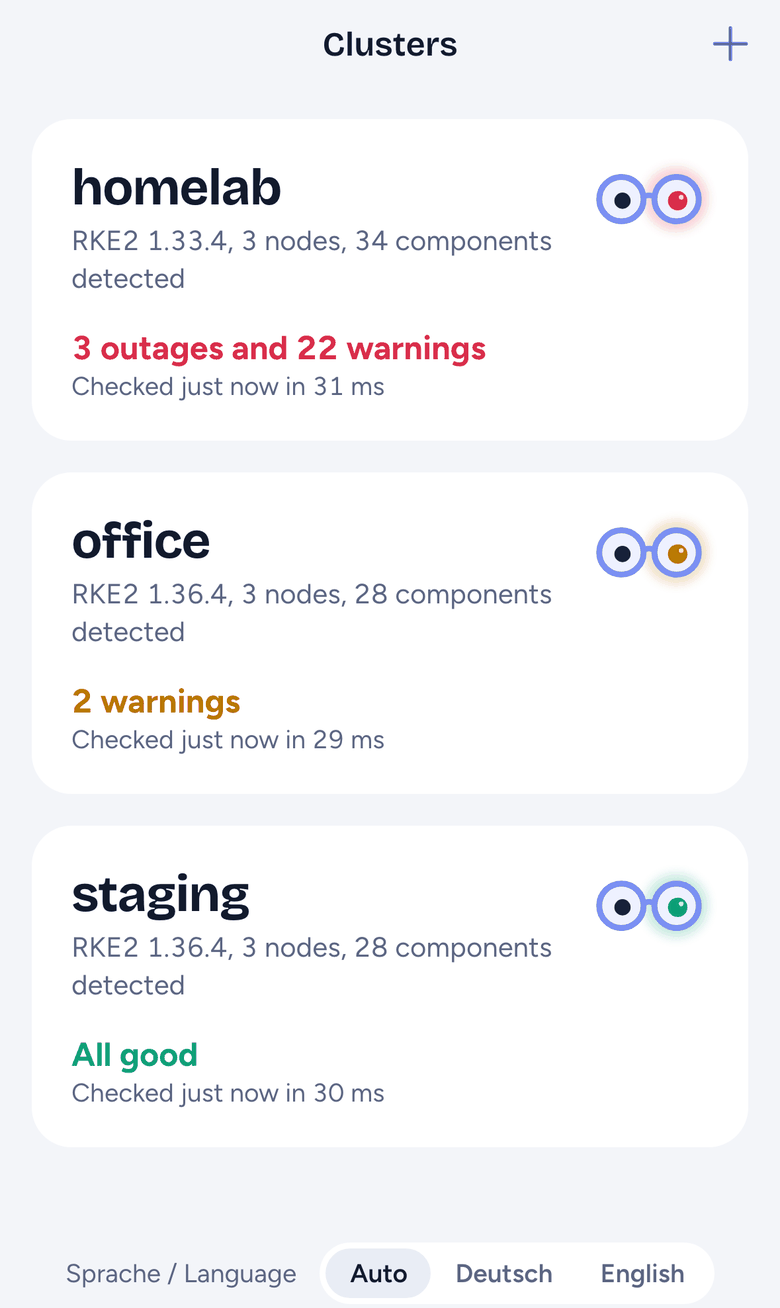 Clusters
homelab
RKE2 1.33.4, 3 nodes, 34 components
detected
3 outages and 22 warnings
Checked just now in 31 ms
office
RKE2 1.36.4, 3 nodes, 28 components
detected
2 warnings
Checked just now in 29 ms
staging
RKE2 1.36.4, 3 nodes, 28 components
detected
All good
Checked just now in 30 ms
Sprache / Language Auto Deutsch English